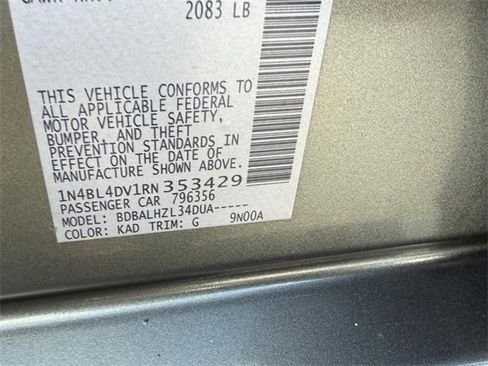 2083 LB
THIS VEHICLE CONFORMS TO
ALL APPLICABLE FEDERAL
MOTOR VEHICLE SAFETY,
BUMPER, AND THEFT
PREVENTION STANDARDS IN
EFFECT ON THE DATE OF
MANUFACTURE SHOWN ABOVE.
1N4BL4DV1RN353429
PASSENGER CAR 796356
MODEL: BDBALHZL34DUA-----
COLOR: KAD TRIM: G 9N00A